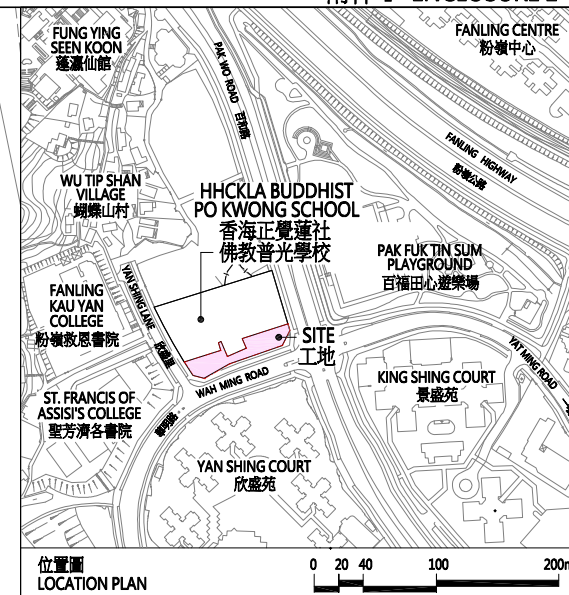 FUNG YING
SEEN KOON
蓬瀛仙館
PAK WO ROAD 百和路
FANLING CENTRE
粉嶺中心
FANLING HIGHWAY
粉嶺公路
WU TIP SHAN
VILLAGE
蝴蝶山村
HHCKLA BUDDHIST
PO KWONG SCHOOL
香海正覺蓮社
佛教普光學校
PAK FUK TIN SUM
PLAYGROUND
百福田心遊樂場
YAN SHING LANE
欣盛里
FANLING
KAU YAN
COLLEGE
粉嶺救恩書院
SITE
工地
YAT MING ROAD
WAH MING ROAD
華明路
KING SHING COURT
景盛苑
ST. FRANCIS OF
ASSISI'S COLLEGE
聖芳濟各書院
YAN SHING COURT
欣盛苑
位置圖
LOCATION PLAN
0 20 40 100 200m